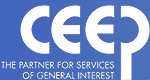 CEEP
THE PARTNER FOR SERVICES
OF GENERAL INTEREST